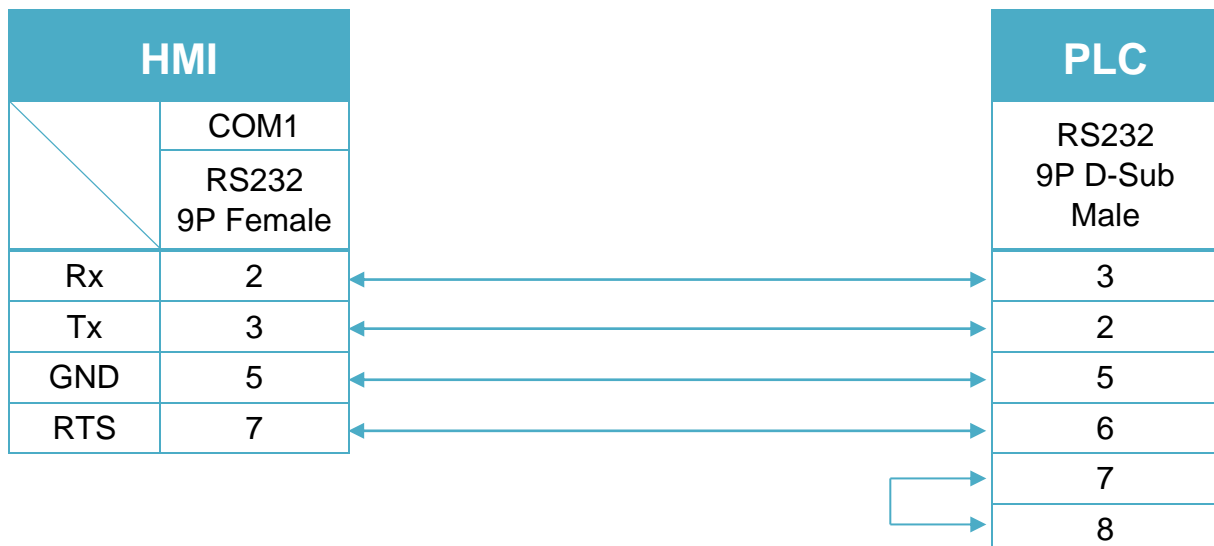 HMI
PLC
COM1
RS232
9P Female
RS232
9P D-Sub
Male
Rx 2 3
Tx 3 2
GND 5 5
RTS 7 6
7
8